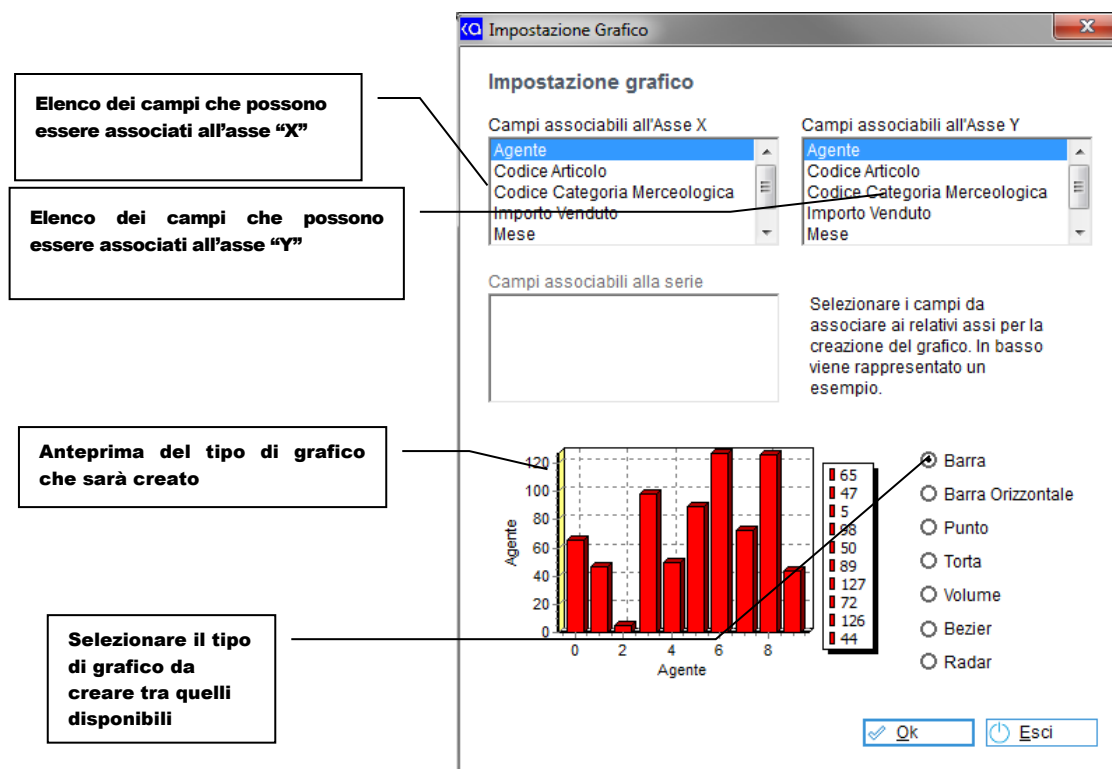 Impostazione Grafico
Impostazione grafico
Elenco dei campi che possono
essere associati all'asse “X”
Campi associabili all'Asse X
Agente
Codice Articolo
Codice Categoria Merceologica
Importo Venduto
Mese
Campi associabili all'Asse Y
Agente
Codice Articolo
Codice Categoria Merceologica
Importo Venduto
Mese
Elenco dei campi che possono
essere associati all'asse “Y”
Campi associabili alla serie
Selezionare i campi da
associare ai relativi assi per la
creazione del grafico. In basso
viene rappresentato un
esempio.
Anteprima del tipo di grafico
che sarà creato
120
100
80
60
40
20
0
Agente
0 2 4 6 8
Agente
65
47
5
98
50
89
127
72
126
44
Barra
Barra Orizzontale
Punto
Torta
Volume
Bezier
Radar
Selezionare il tipo
di grafico da
creare tra quelli
disponibili
Ok
Esci